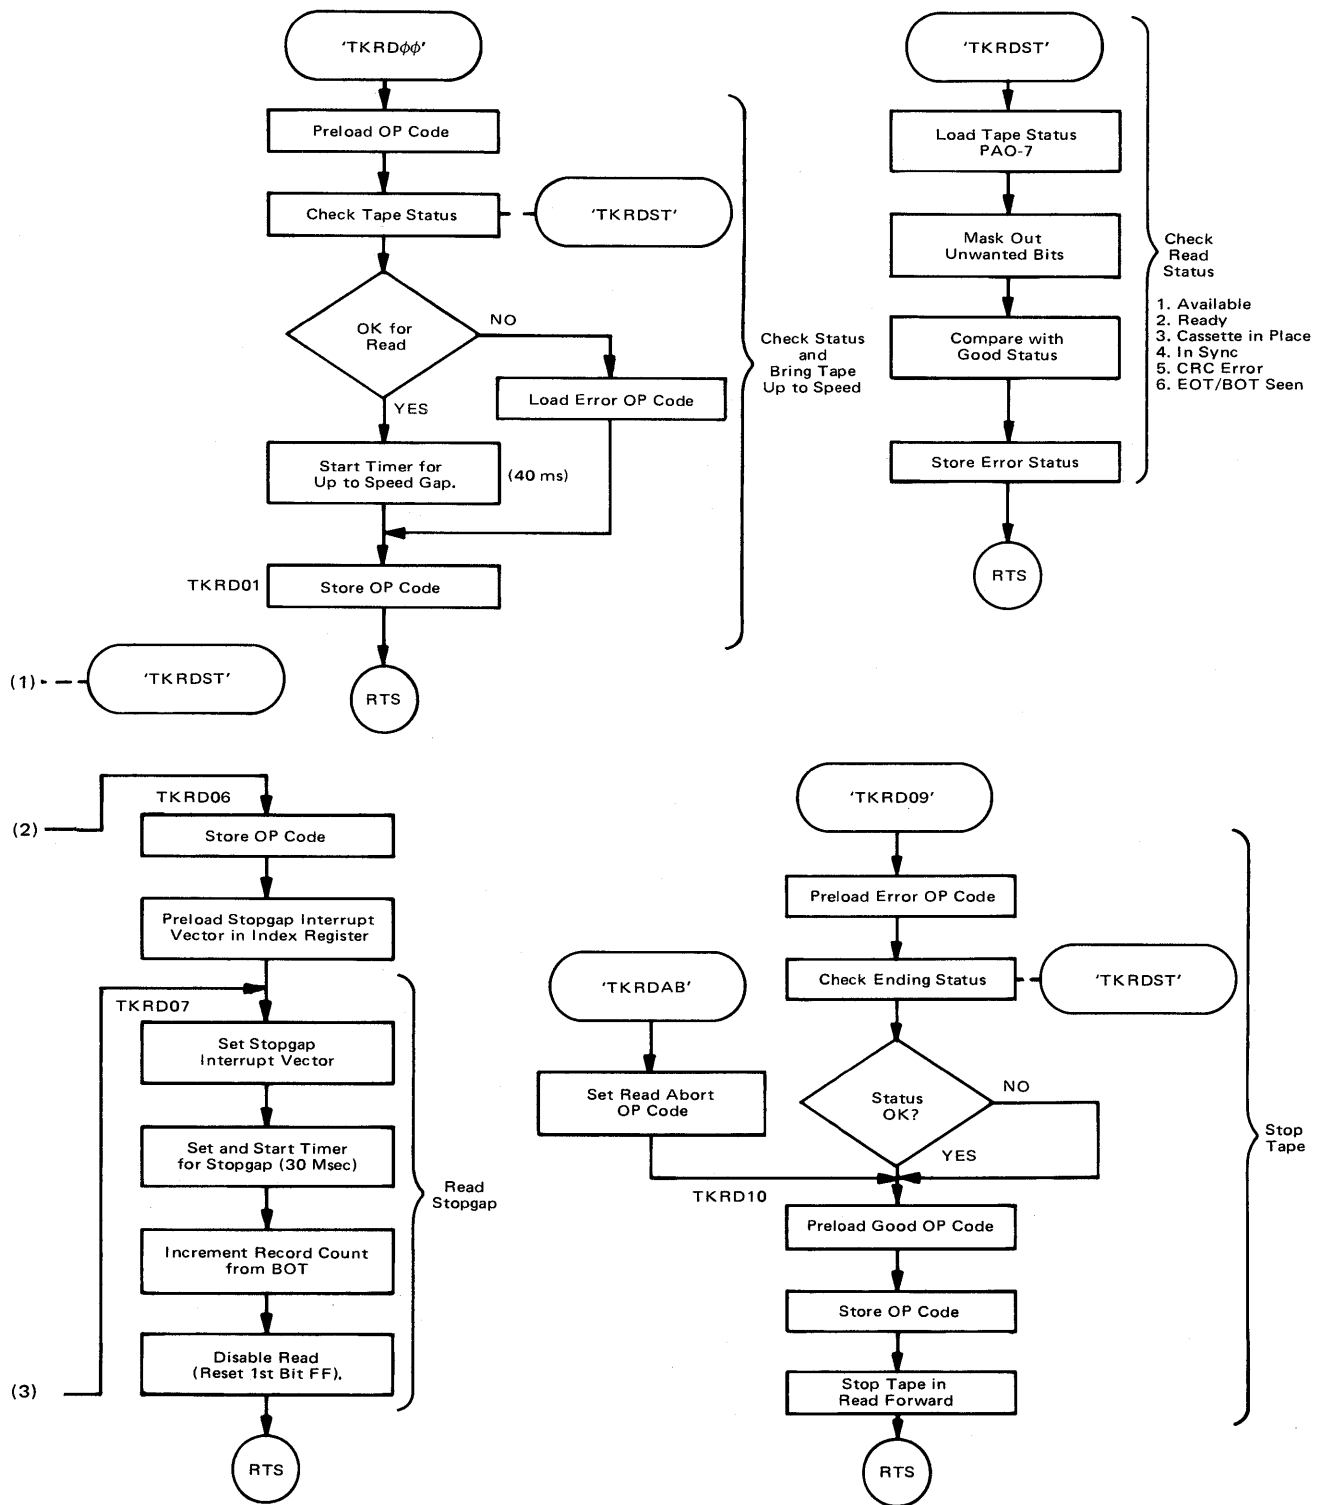 'TKRDϕϕ'
Preload OP Code
Check Tape Status
'TKRDST'
OK for
Read
NO
YES
Load Error OP Code
Start Timer for
Up to Speed Gap.
(40 ms)
TKRD01
Store OP Code
RTS
Check Status
and
Bring Tape
Up to Speed
'TKRDST'
Load Tape Status
PAO-7
Mask Out
Unwanted Bits
Compare with
Good Status
Store Error Status
RTS
Check
Read
Status
1. Available
2. Ready
3. Cassette in Place
4. In Sync
5. CRC Error
6. EOT/BOT Seen
(1)
'TKRDST'
(2)
TKRD06
Store OP Code
Preload Stopgap Interrupt
Vector in Index Register
TKRD07
Set Stopgap
Interrupt Vector
Set and Start Timer
for Stopgap (30 Msec)
Increment Record Count
from BOT
Disable Read
(Reset 1st Bit FF).
(3)
RTS
Read
Stopgap
'TKRD09'
Preload Error OP Code
Check Ending Status
'TKRDST'
'TKRDAB'
Set Read Abort
OP Code
Status
OK?
NO
YES
TKRD10
Preload Good OP Code
Store OP Code
Stop Tape in
Read Forward
RTS
Stop
Tape